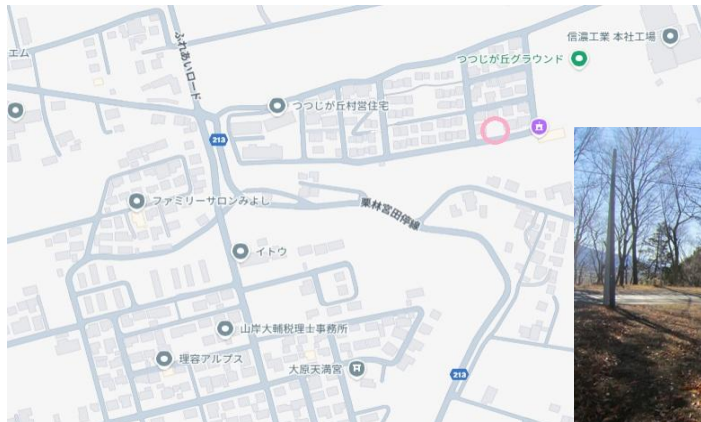 エム
ふれあいロード
信濃工業 本社工場
つつじが丘グラウンド
つつじが丘村営住宅
213
ファミリーサロンみよし
栗林宮田停線
イトウ
山岸大輔税理士事務所
理容アルプス
大原天満宮
213